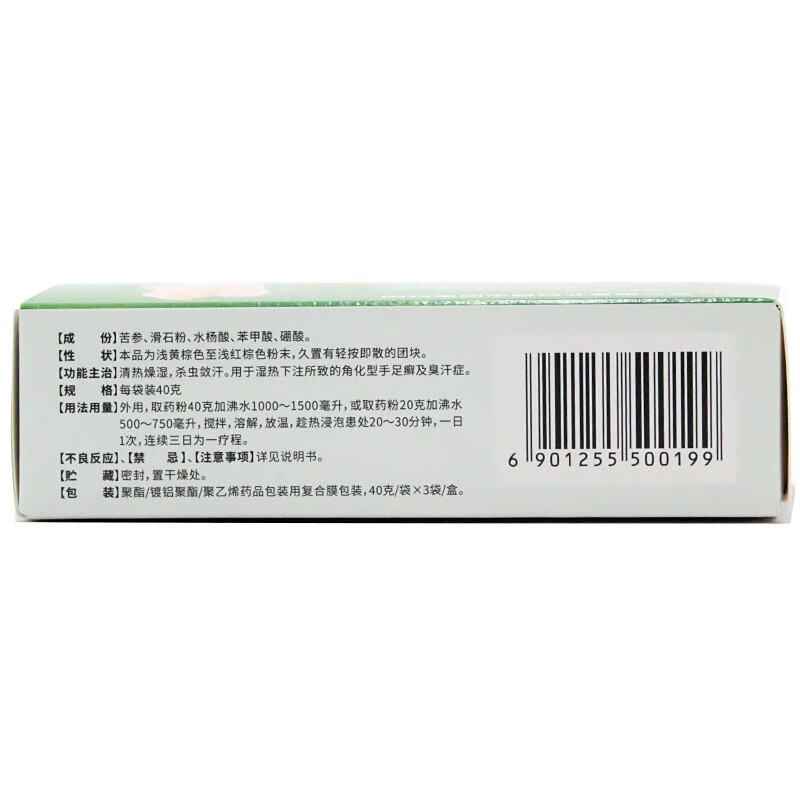 【成　份】苦参、滑石粉、水杨酸、苯甲酸、硼酸。
【性　状】本品为浅黄棕色至浅红棕色粉末，久置有轻按即散的团块。
【功能主治】清热燥湿，杀虫敛汗。用于湿热下注所致的角化型手足癣及臭汗症。
【规　格】每袋装40克
【用法用量】外用，取药粉40克加沸水1000～1500毫升，或取药粉20克加沸水
500～750毫升，搅拌，溶解，放温，趁热浸泡患处20～30分钟，一日
1次，连续三日为一疗程。
【不良反应】、【禁　忌】、【注意事项】详见说明书。
【贮　藏】密封，置干燥处。
【包　装】聚酯/镀铝聚酯/聚乙烯药品包装用复合膜包装，40克/袋×3袋/盒。
6 901255 500199